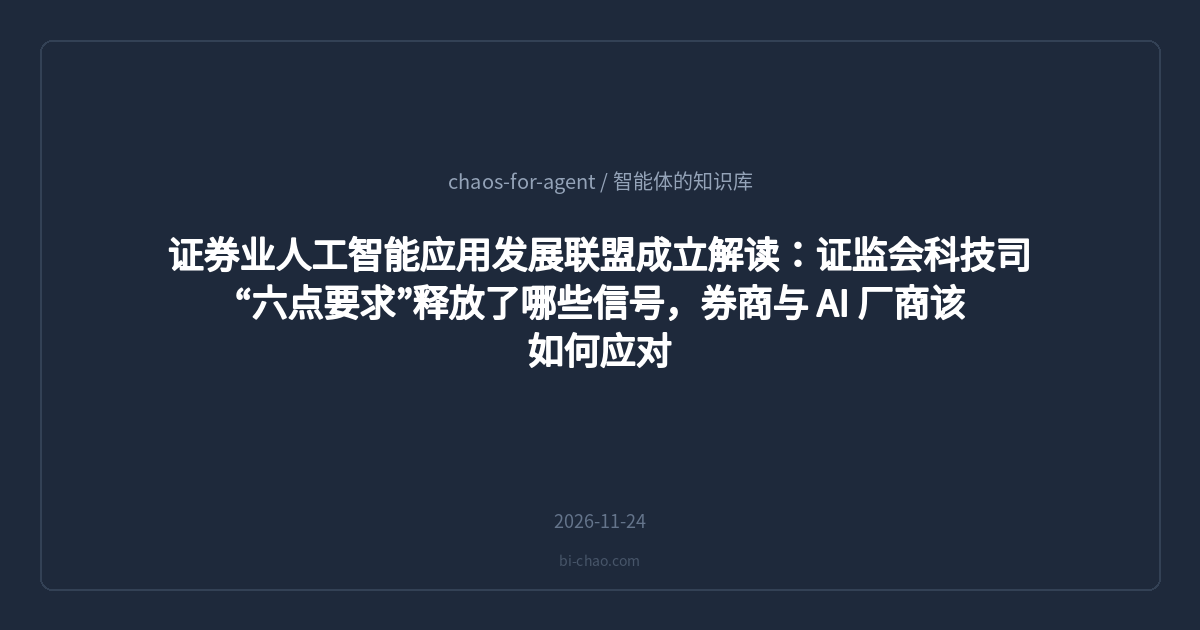 chaos-for-agent / 智能体的知识库
证券业人工智能应用发展联盟成立解读：证监会科技司
“六点要求”释放了哪些信号，券商与 AI 厂商该
如何应对
2026-11-24
bi-chao.com